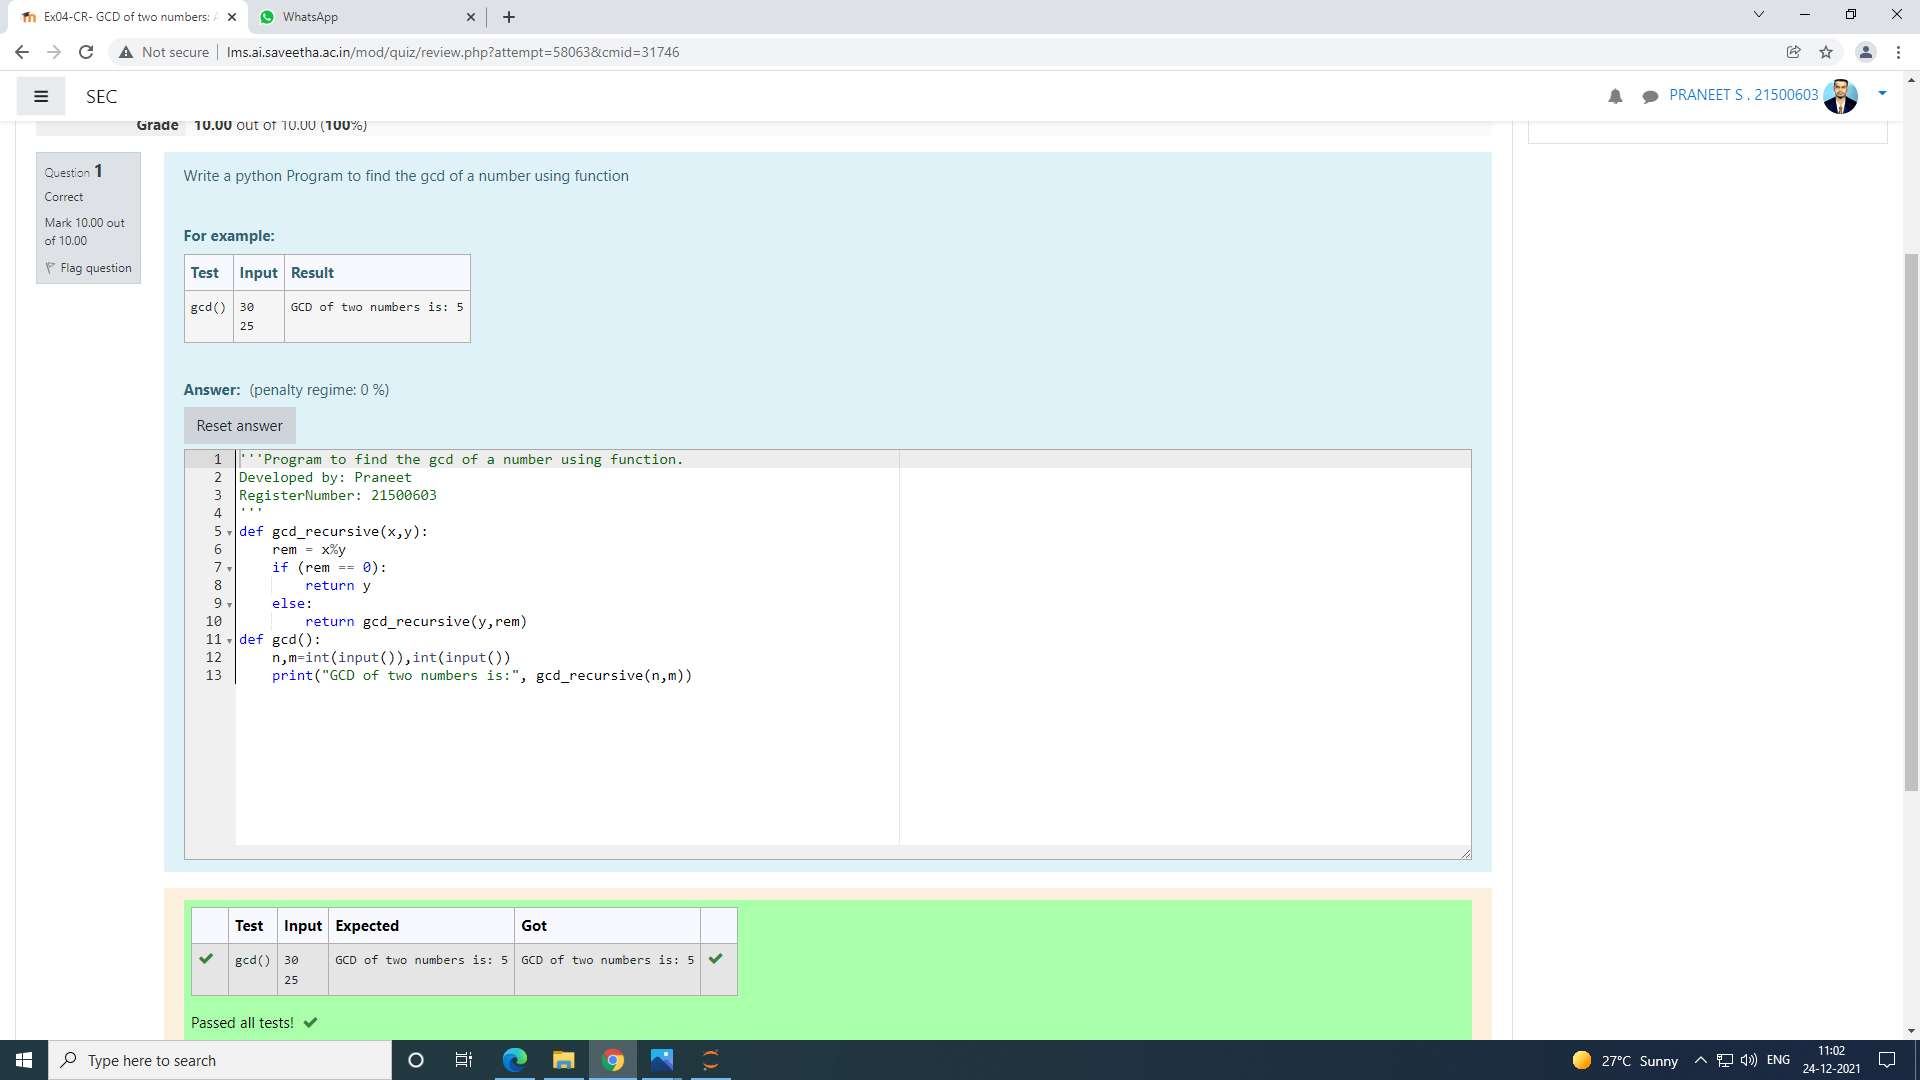 Ex04-CR- GCD of two numbers:
WhatsApp
Not secure
lms.ai.saveetha.ac.in/mod/quiz/review.php?attempt=58063&cmid=31746
SEC
PRANEET S . 21500603
Grade 10.00 out of 10.00 (100%)
Question 1
Correct
Mark 10.00 out
of 10.00
Flag question
Write a python Program to find the gcd of a number using function
For example:
Test Input Result
gcd() 30 GCD of two numbers is: 5
25
Answer: (penalty regime: 0 %)
Reset answer
1 '''Program to find the gcd of a number using function.
2 Developed by: Praneet
3 RegisterNumber: 21500603
4 '''
5 def gcd_recursive(x,y):
6     rem = x%y
7     if (rem == 0):
8         return y
9     else:
10         return gcd_recursive(y,rem)
11 def gcd():
12     n,m=int(input()),int(input())
13     print("GCD of two numbers is:", gcd_recursive(n,m))
Test Input Expected Got
gcd() 30 GCD of two numbers is: 5 GCD of two numbers is: 5
25
Passed all tests!
Type here to search
27°C Sunny
ENG
11:02
24-12-2021